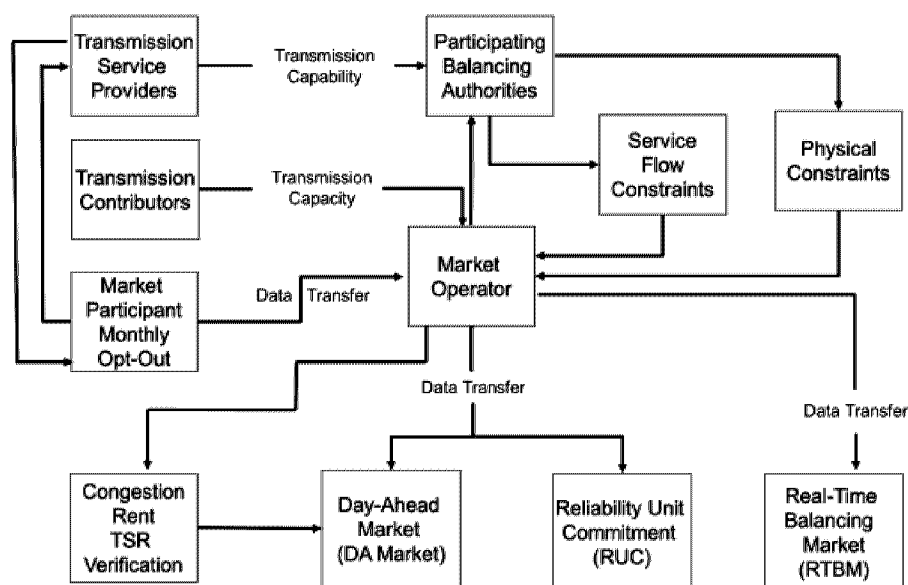 Transmission
Service
Providers
Transmission
Capability
Participating
Balancing
Authorities
Transmission
Contributors
Transmission
Capacity
Service
Flow
Constraints
Physical
Constraints
Market
Participant
Monthly
Opt-Out
Data Transfer
Market
Operator
Data Transfer
Data Transfer
Congestion
Rent
TSR
Verification
Day-Ahead
Market
(DA Market)
Reliability Unit
Commitment
(RUC)
Real-Time
Balancing
Market
(RTBM)